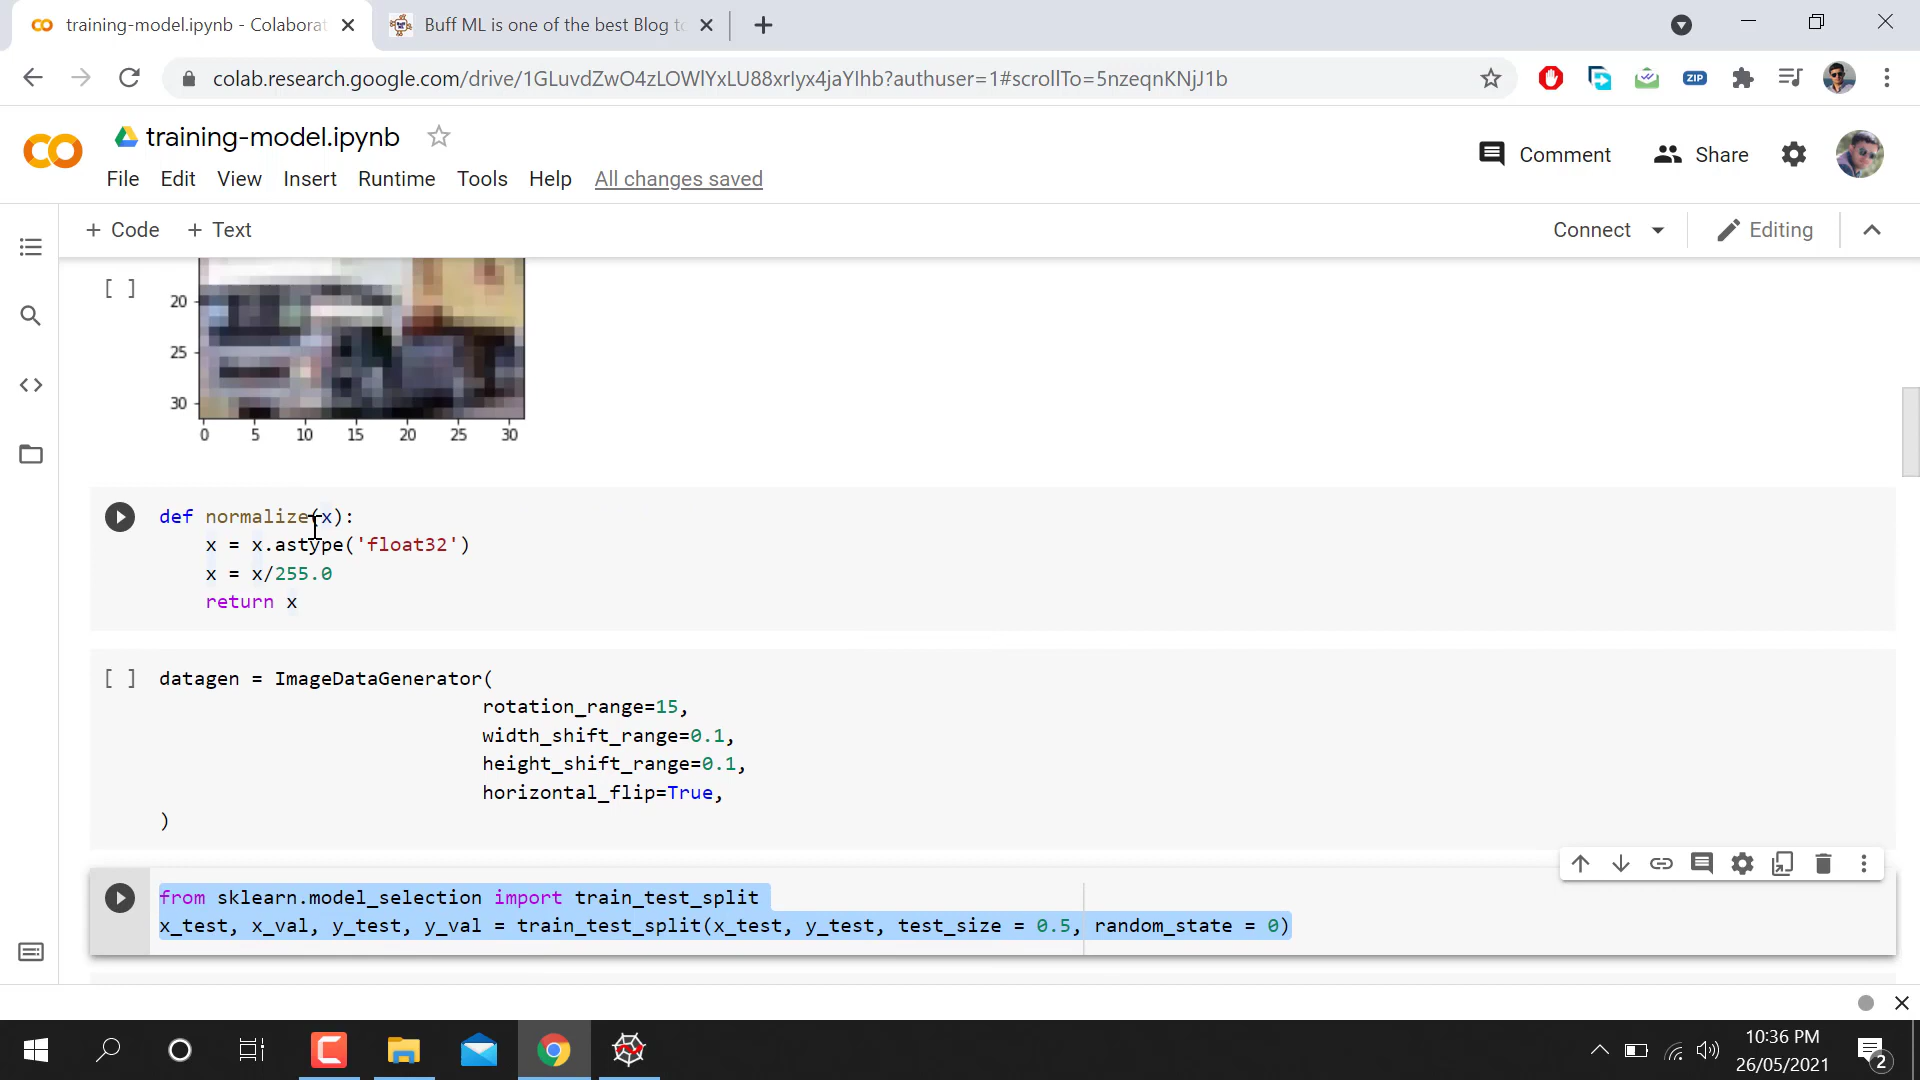 training-model.ipynb - Colaborat
Buff ML is one of the best Blog to
colab.research.google.com/drive/1GLuvdZwO4zLOWlYxLU88xrIyx4jaYIhb?authuser=1#scrollTo=5nzeqnKNjJ1b
ZIP
training-model.ipynb
Comment
Share
File Edit View Insert Runtime Tools Help All changes saved
+ Code + Text
Connect
Editing
[ ]
20
25
30
0 5 10 15 20 25 30
def normalize(x):
x = x.astype('float32')
x = x/255.0
return x
[ ] datagen = ImageDataGenerator(
rotation_range=15,
width_shift_range=0.1,
height_shift_range=0.1,
horizontal_flip=True,
)
from sklearn.model_selection import train_test_split
x_test, x_val, y_test, y_val = train_test_split(x_test, y_test, test_size = 0.5, random_state = 0)
10:36 PM
26/05/2021
2